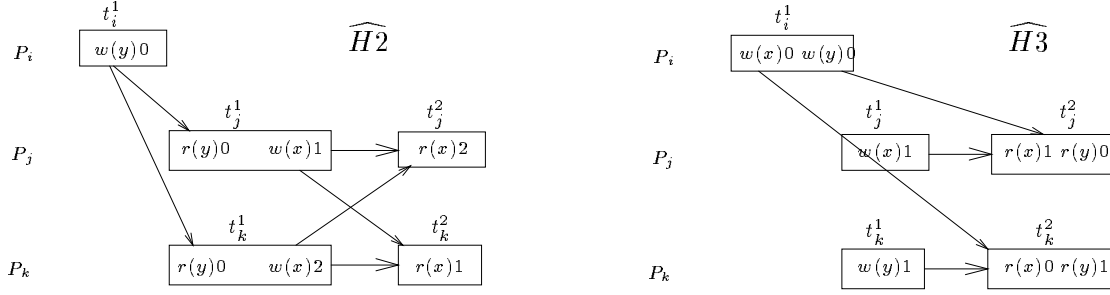 t_i^1
P_i w(y)0
\widehat{H2}
t_j^1 t_j^2
P_j r(y)0 w(x)1 r(x)2
t_k^1 t_k^2
P_k r(y)0 w(x)2 r(x)1
t_i^1
P_i w(x)0 w(y)0
\widehat{H3}
t_j^1 t_j^2
P_j w(x)1 r(x)1 r(y)0
t_k^1 t_k^2
P_k w(y)1 r(x)0 r(y)1